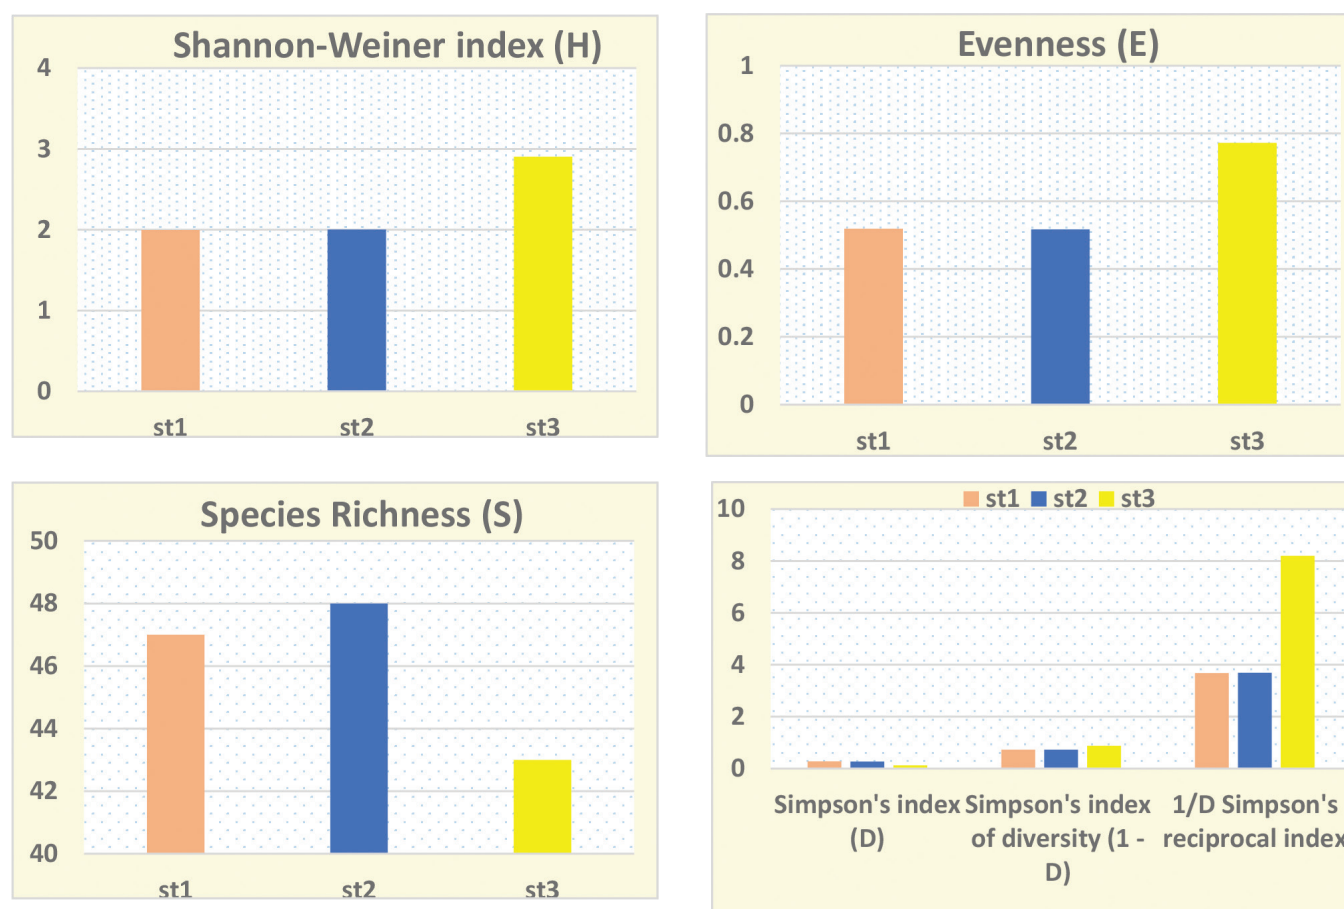 Shannon-Weiner index (H)
4
3
2
1
0
st1 st2 st3
Evenness (E)
1
0.8
0.6
0.4
0.2
0
st1 st2 st3
Species Richness (S)
50
48
46
44
42
40
st1 st2 st3
st1 st2 st3
10
8
6
4
2
0
Simpson's index
(D)
Simpson's index
of diversity (1 -
D)
1/D Simpson's
reciprocal index